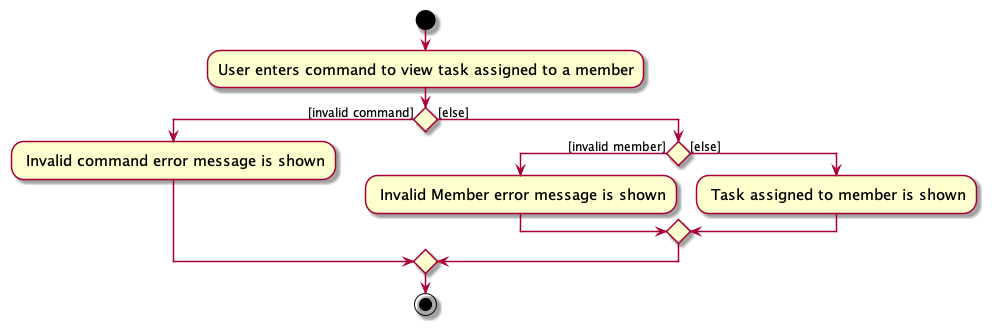 User enters command to view task assigned to a member
[invalid command]
[else]
Invalid command error message is shown
[invalid member]
[else]
Invalid Member error message is shown
Task assigned to member is shown